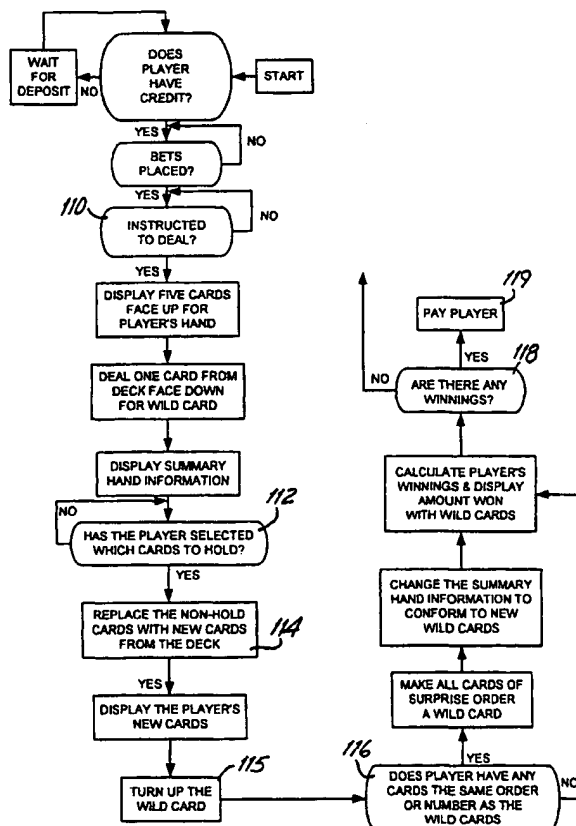 WAIT
FOR
DEPOSIT
NO
DOES
PLAYER
HAVE
CREDIT?
START
YES
NO
BETS
PLACED?
YES
110
NO
INSTRUCTED
TO DEAL?
YES
DISPLAY FIVE CARDS
FACE UP FOR
PLAYER'S HAND
DEAL ONE CARD FROM
DECK FACE DOWN
FOR WILD CARD
DISPLAY SUMMARY
HAND INFORMATION
NO
112
HAS THE PLAYER SELECTED
WHICH CARDS TO HOLD?
YES
REPLACE THE NON-HOLD
CARDS WITH NEW CARDS
FROM THE DECK
114
YES
DISPLAY THE PLAYER'S
NEW CARDS
115
TURN UP THE
WILD CARD
119
PAY PLAYER
YES
118
NO
ARE THERE ANY
WINNINGS?
CALCULATE PLAYER'S
WINNINGS & DISPLAY
AMOUNT WON
WITH WILD CARDS
CHANGE THE SUMMARY
HAND INFORMATION TO
CONFORM TO NEW
WILD CARDS
MAKE ALL CARDS OF
SURPRISE ORDER
A WILD CARD
116
YES
DOES PLAYER HAVE ANY
CARDS THE SAME ORDER
OR NUMBER AS THE
WILD CARDS
NO